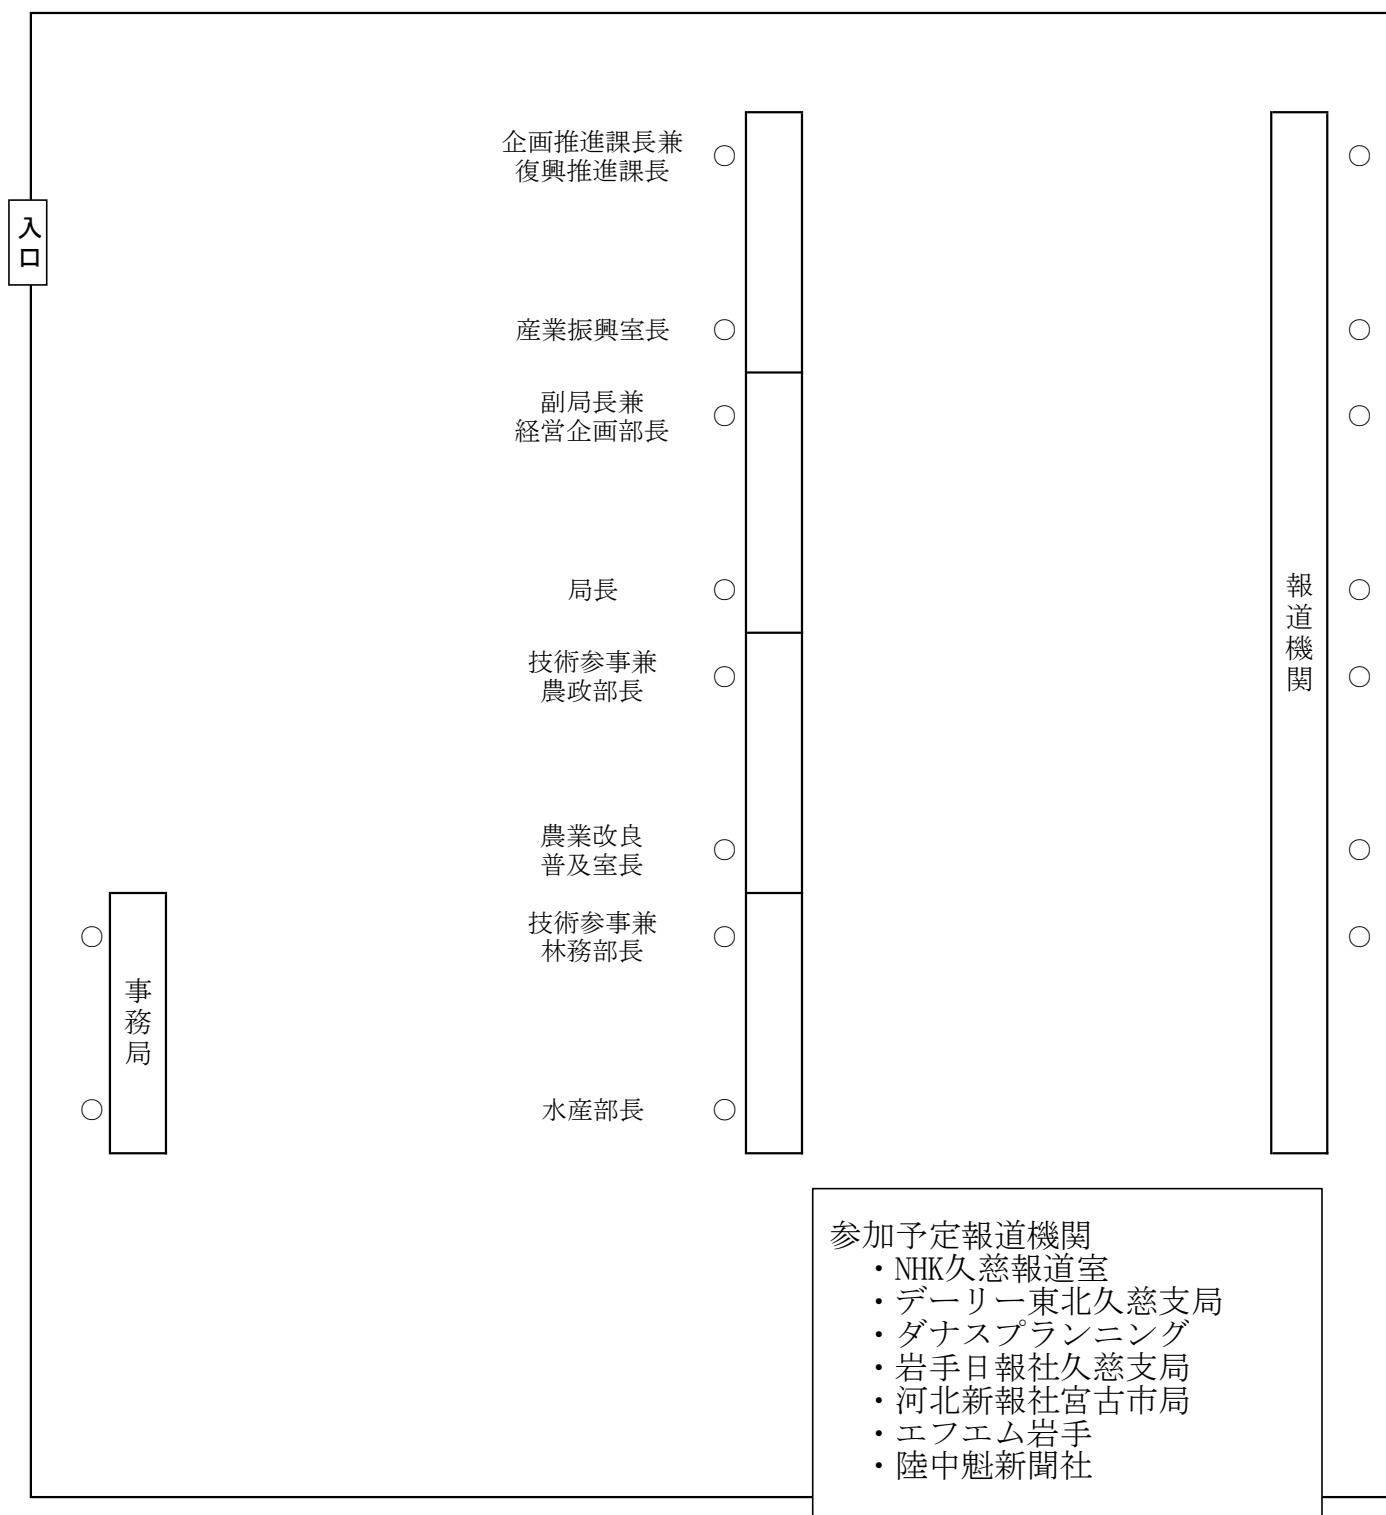 企画推進課長兼
復興推進課長
入口
産業振興室長
副局長兼
経営企画部長
局長
技術参事兼
農政部長
農業改良
普及室長
技術参事兼
林務部長
水産部長
事務局
報道機関
参加予定報道機関
・NHK久慈報道室
・デーリー東北久慈支局
・ダナスプランニング
・岩手日報社久慈支局
・河北新報社宮古市局
・エフエム岩手
・陸中魁新聞社